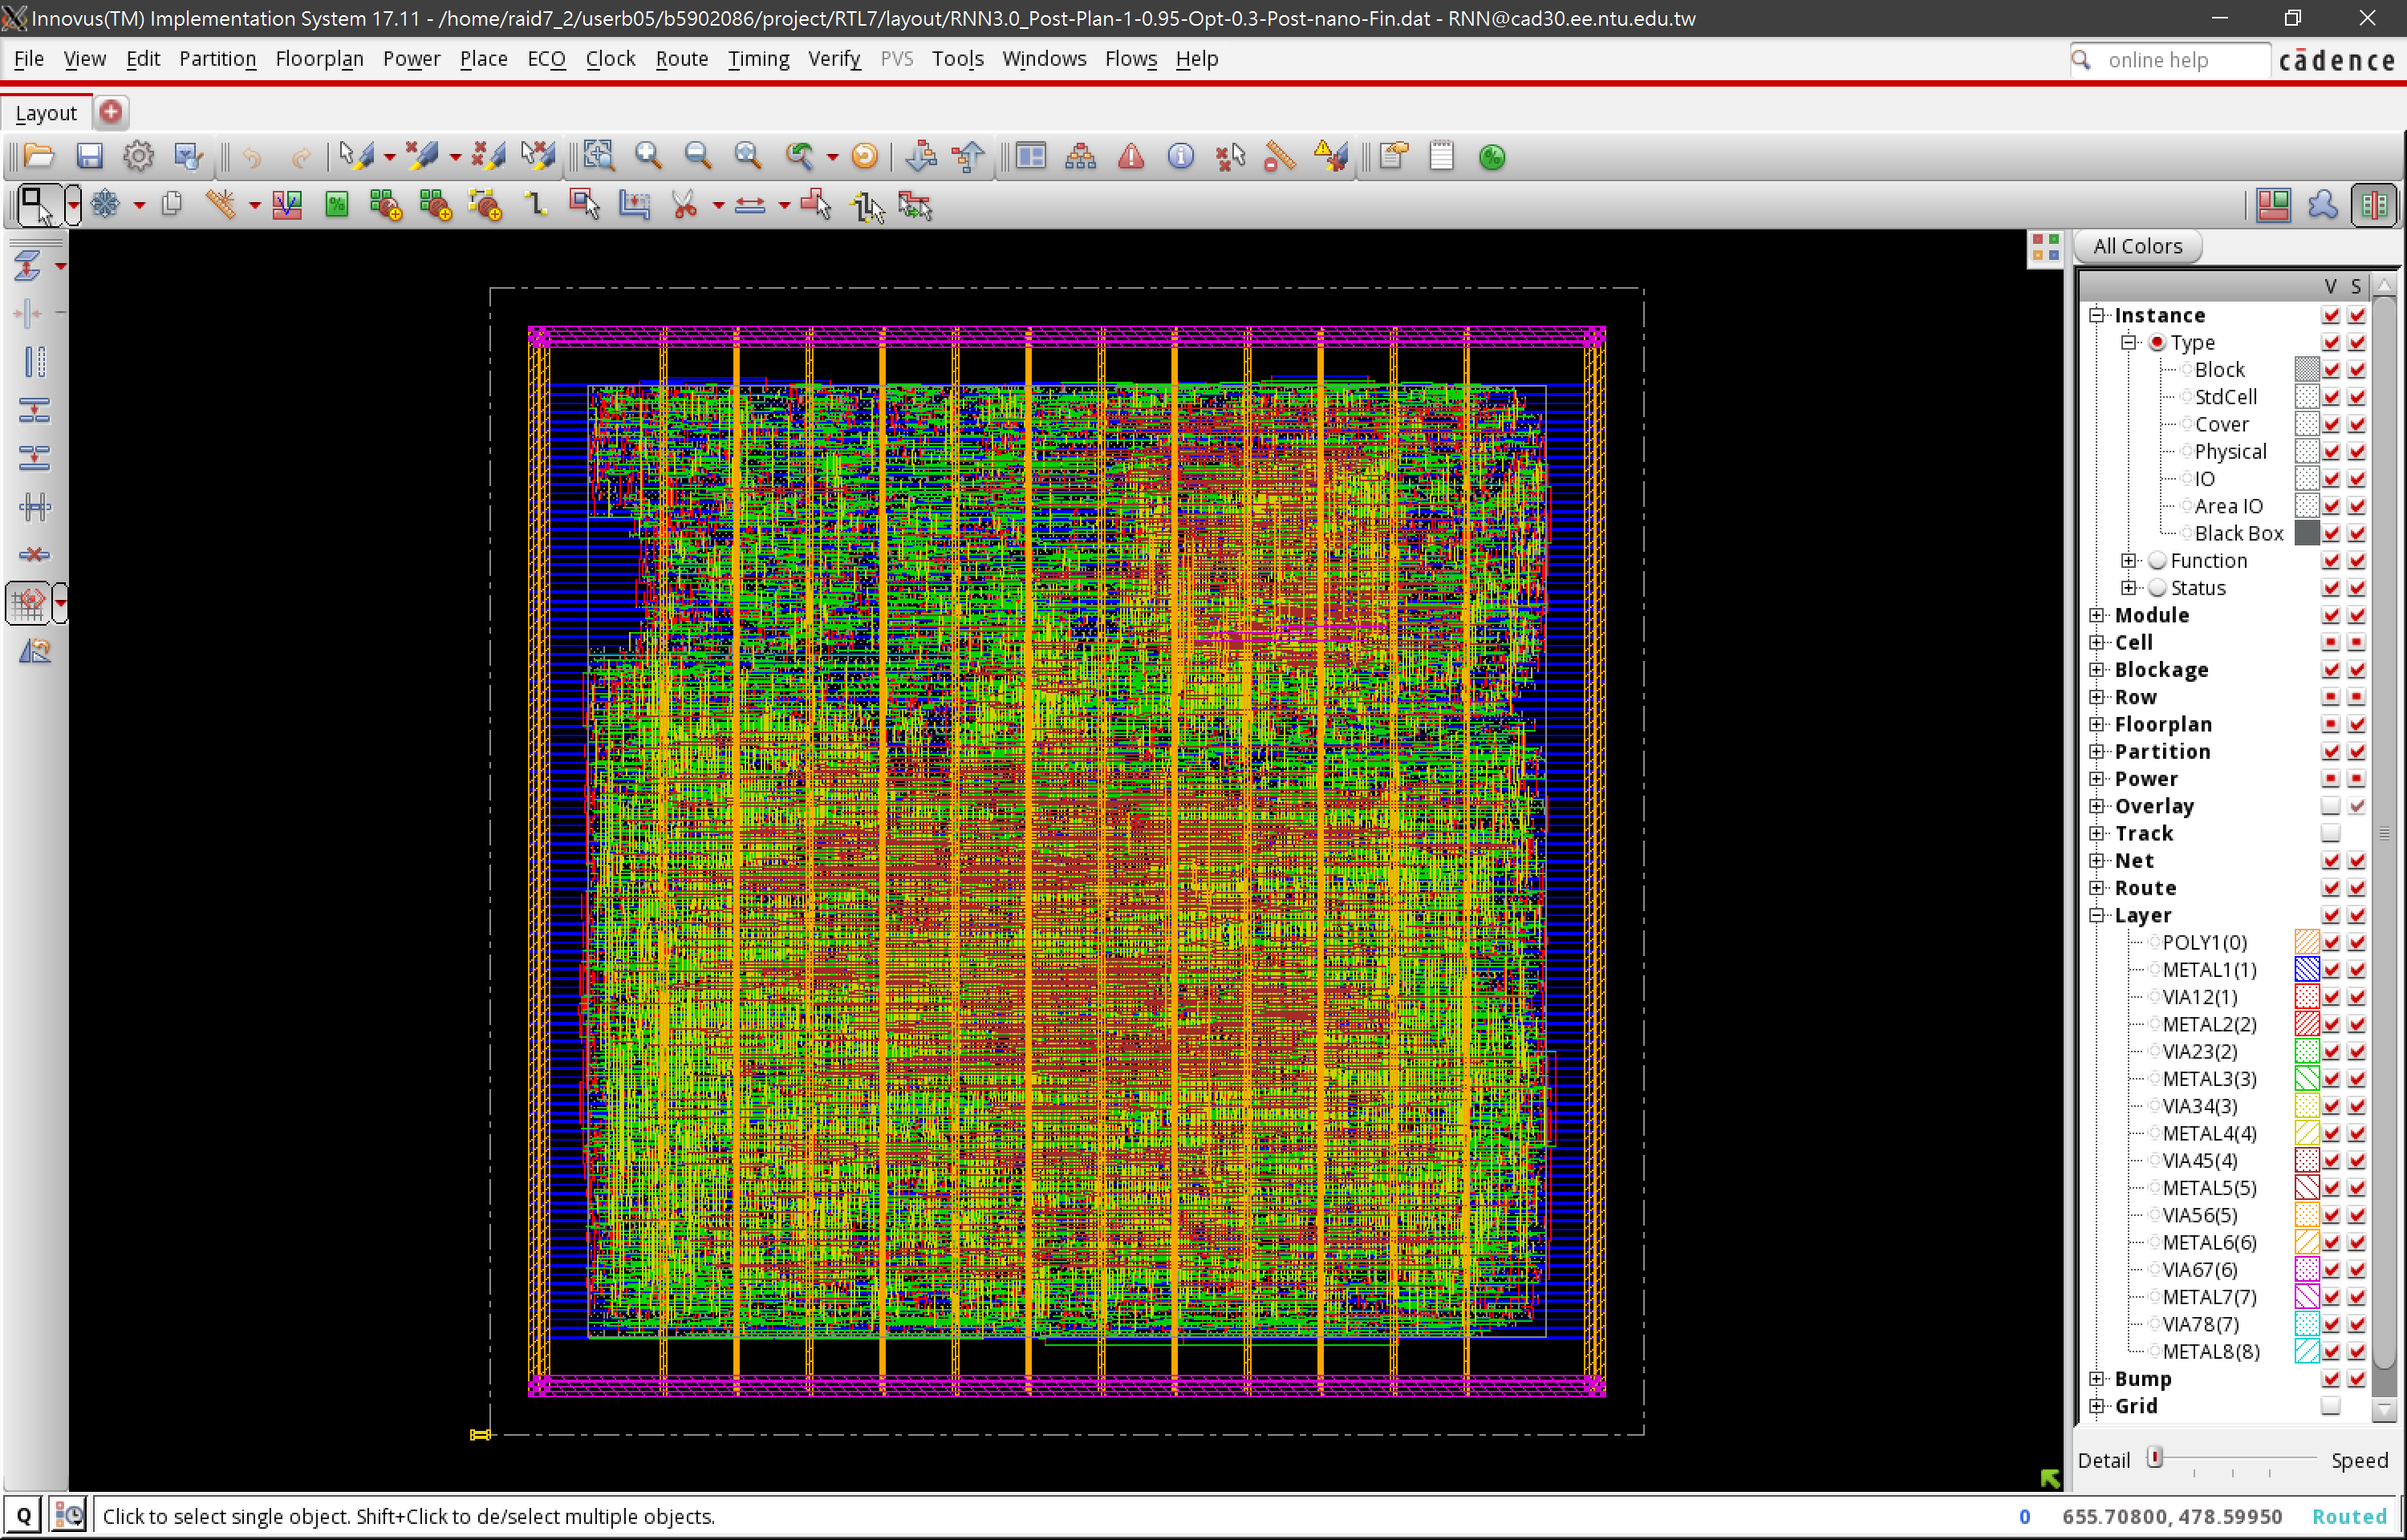 Innovus(TM) Implementation System 17.11 - /home/raid7_2/userb05/b5902086/project/RTL7/layout/RNN3.0_Post-Plan-1-0.95-Opt-0.3-Post-nano-Fin.dat - RNN@cad30.ee.ntu.edu.tw
File View Edit Partition Floorplan Power Place ECO Clock Route Timing Verify PVS Tools Windows Flows Help online help cādence
Layout
All Colors
V S
Instance
Type
Block
StdCell
Cover
Physical
IO
Area IO
Black Box
Function
Status
Module
Cell
Blockage
Row
Floorplan
Partition
Power
Overlay
Track
Net
Route
Layer
POLY1(0)
METAL1(1)
VIA12(1)
METAL2(2)
VIA23(2)
METAL3(3)
VIA34(3)
METAL4(4)
VIA45(4)
METAL5(5)
VIA56(5)
METAL6(6)
VIA67(6)
METAL7(7)
VIA78(7)
METAL8(8)
Bump
Grid
Detail Speed
Q Click to select single object. Shift+Click to de/select multiple objects. 0 655.70800, 478.59950 Routed